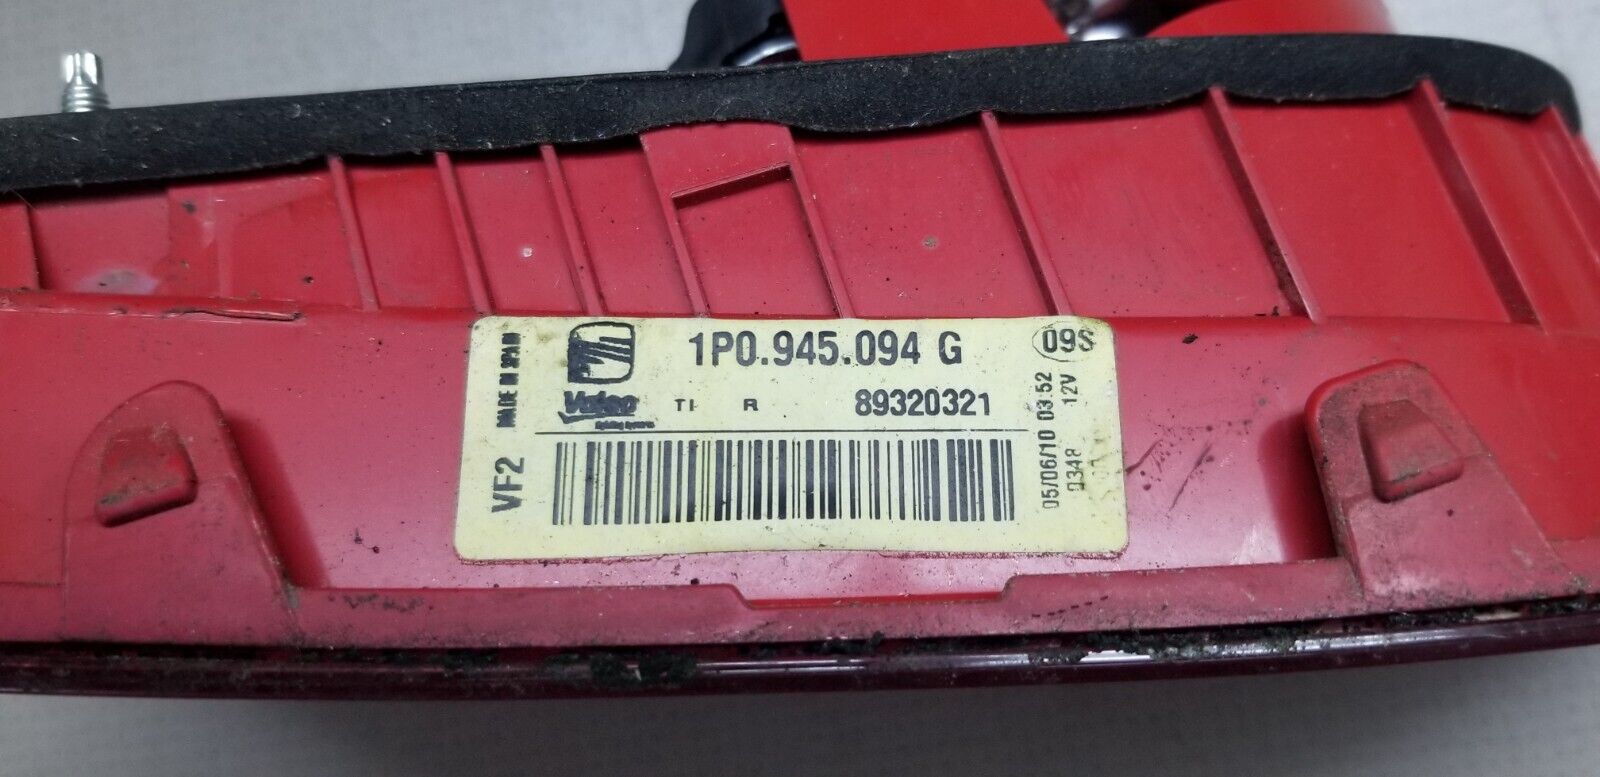 1P0.945.094 G
09S
MADE IN SPAIN
Valeo
TI R 89320321
VF2
05/06/10 03:52
0348 12V